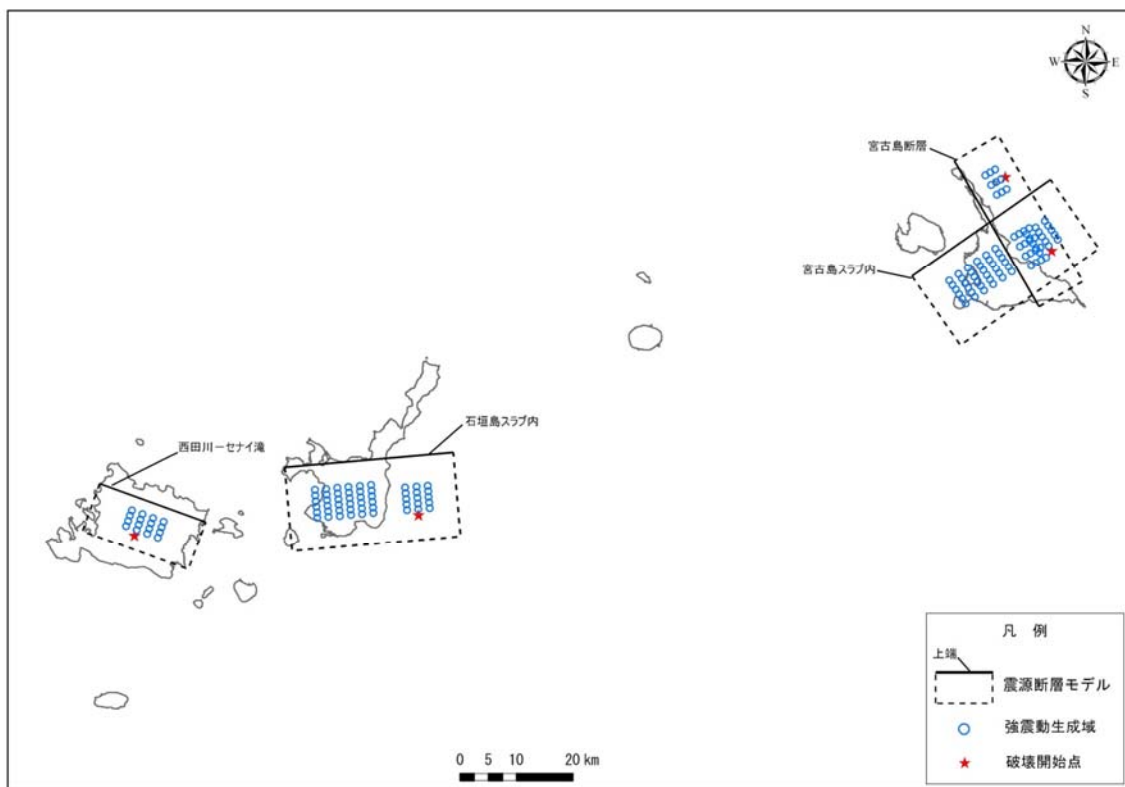 N
W E
S
宮古島断層
宮古島スラブ内
石垣島スラブ内
西田川ーセナイ滝
凡 例
上端
震源断層モデル
強震動生成域
破壊開始点
0 5 10 20 km